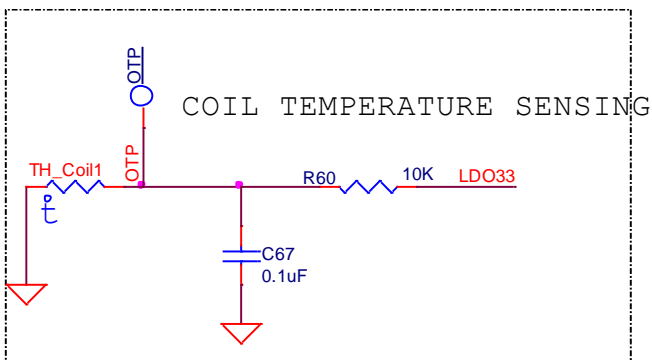 OTP
COIL TEMPERATURE SENSING
OTP
TH_Coil1
R60
10K
LDO33
t
C67
0.1uF